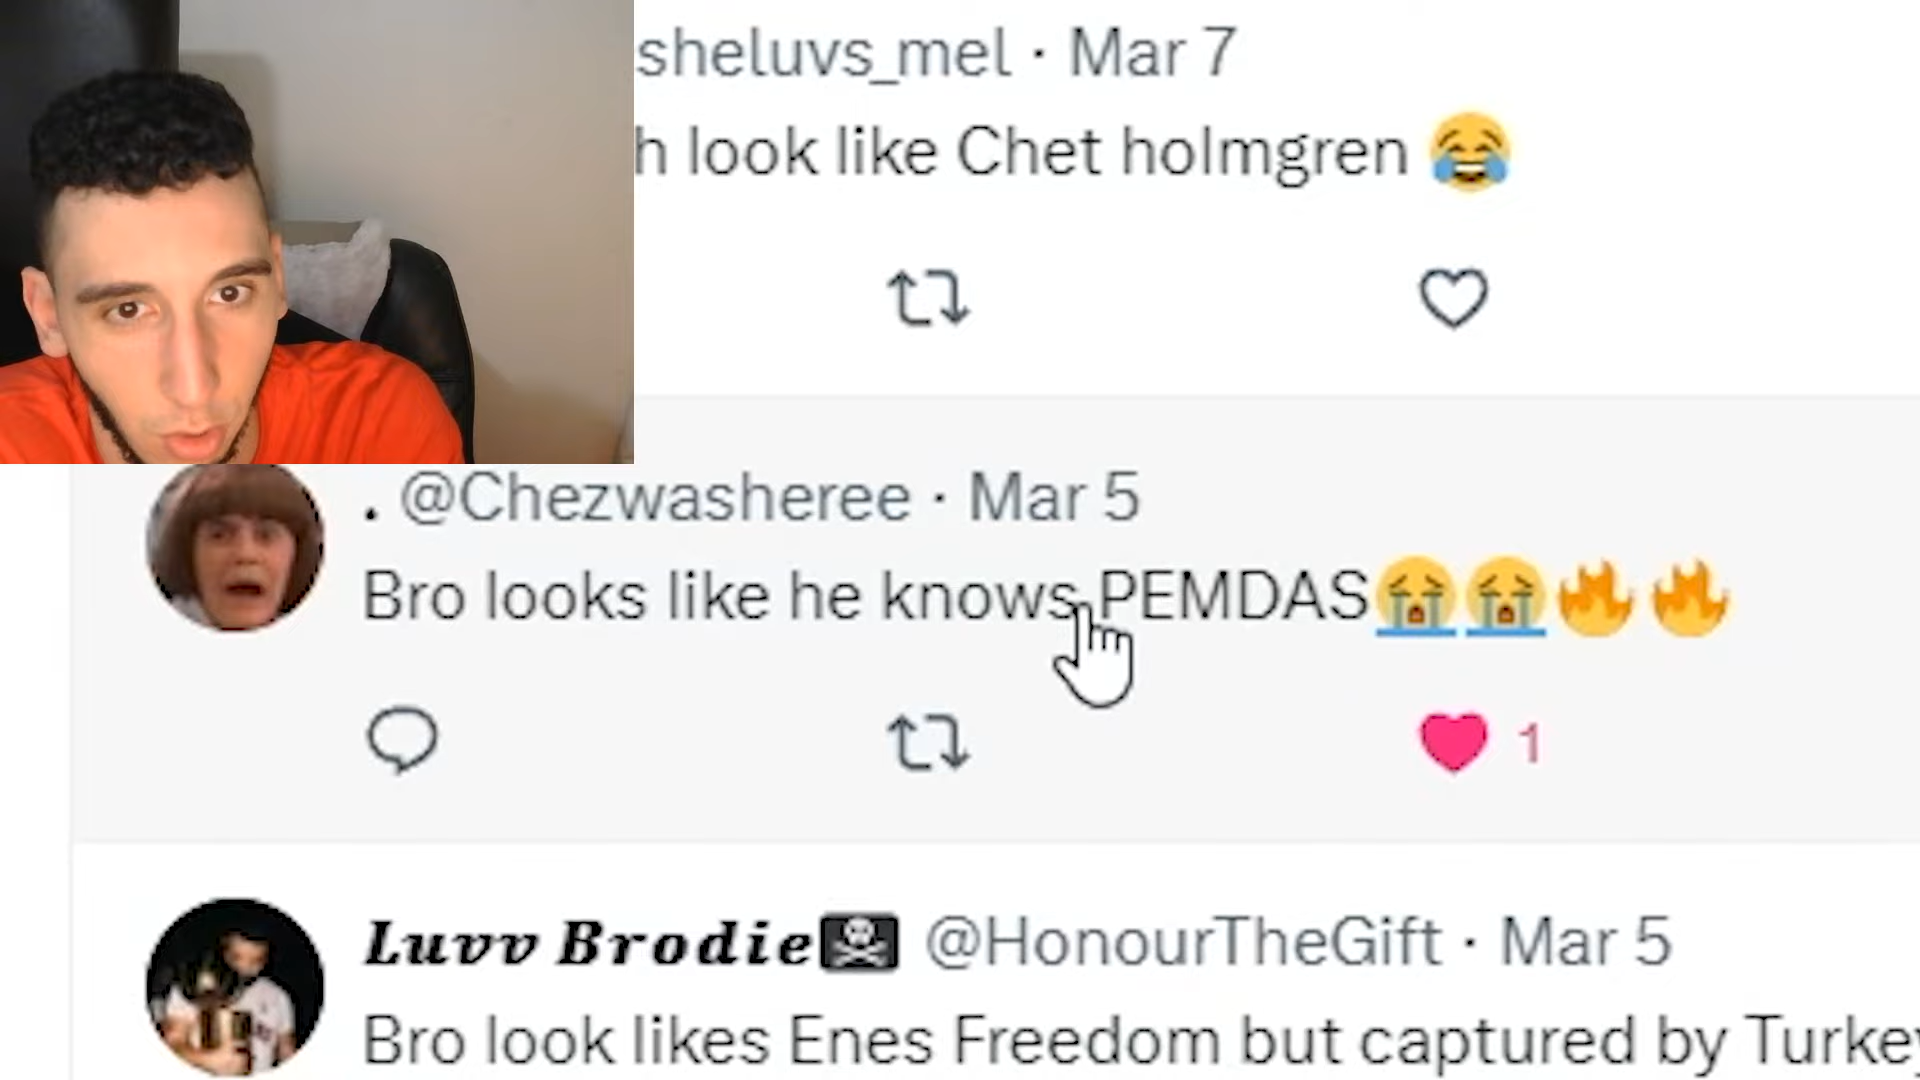 sheluvs_mel · Mar 7
h look like Chet holmgren 😂
. @Chezwasheree · Mar 5
Bro looks like he knows PEMDAS😭😭🔥🔥
1
Luvv Brodie🏴‍☠️ @HonourTheGift · Mar 5
Bro look likes Enes Freedom but captured by Turkey